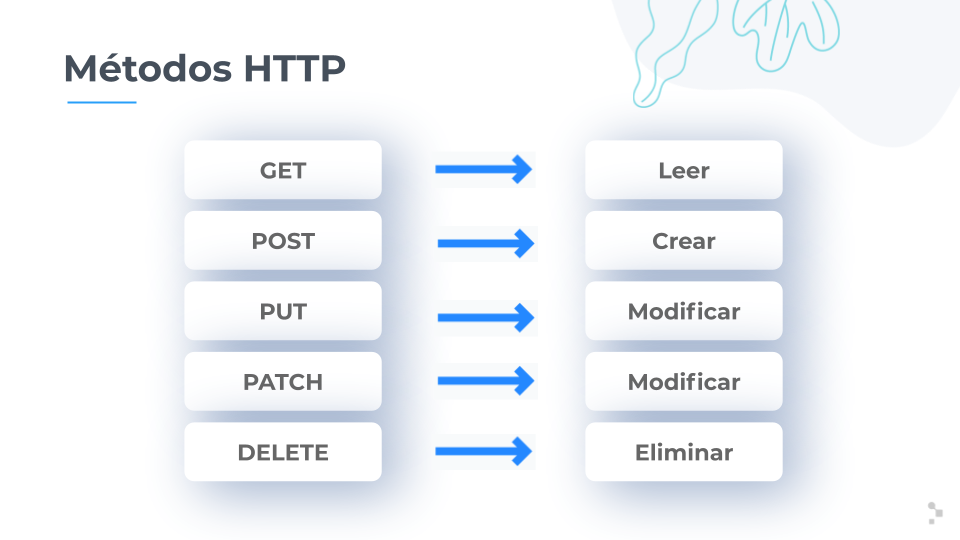 Métodos HTTP
GET
Leer
POST
Crear
PUT
Modificar
PATCH
Modificar
DELETE
Eliminar